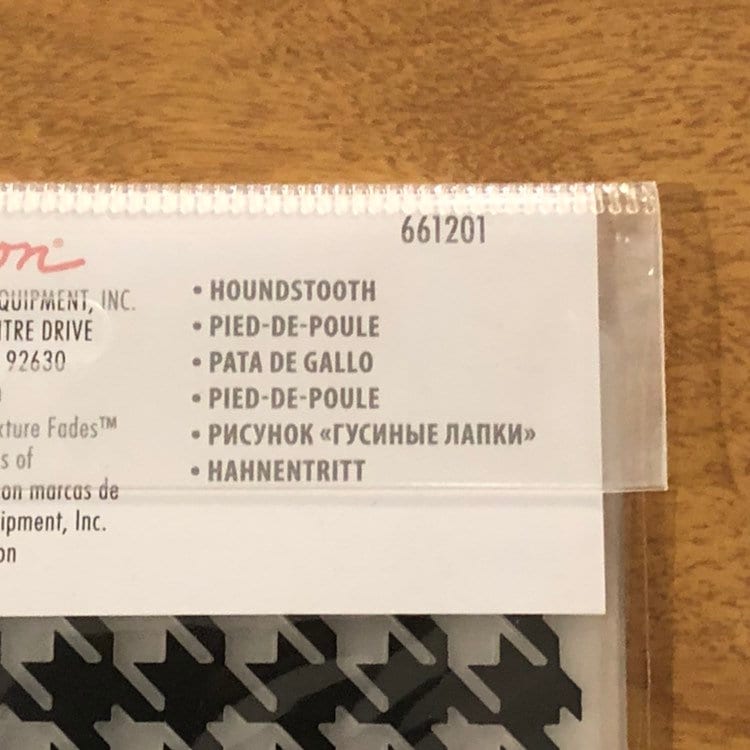 661201
on®
QUIPMENT, INC.
TRE DRIVE
92630
xture Fades™
s of
on marcas de
ipment, Inc.
on
• HOUNDSTOOTH
• PIED-DE-POULE
• PATA DE GALLO
• PIED-DE-POULE
• РИСУНОК «ГУСИНЫЕ ЛАПКИ»
• HAHNENTRITT